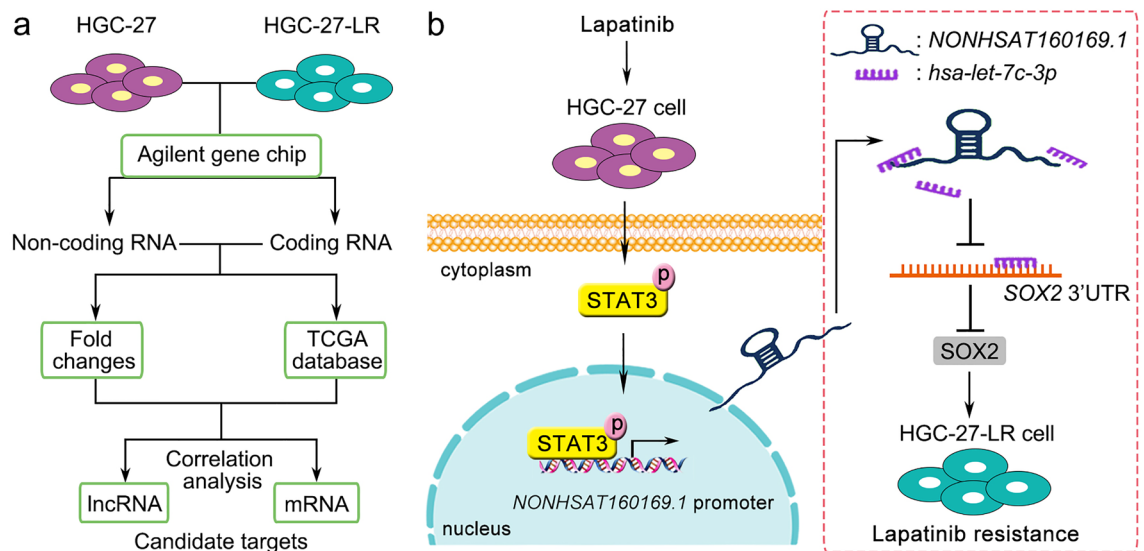 a
HGC-27
HGC-27-LR
Agilent gene chip
Non-coding RNA
Coding RNA
Fold
changes
TCGA
database
Correlation
analysis
lncRNA
mRNA
Candidate targets
b
Lapatinib
HGC-27 cell
cytoplasm
p
STAT3
p
STAT3
NONHSAT160169.1 promoter
nucleus
: NONHSAT160169.1
: hsa-let-7c-3p
SOX2 3’UTR
SOX2
HGC-27-LR cell
Lapatinib resistance